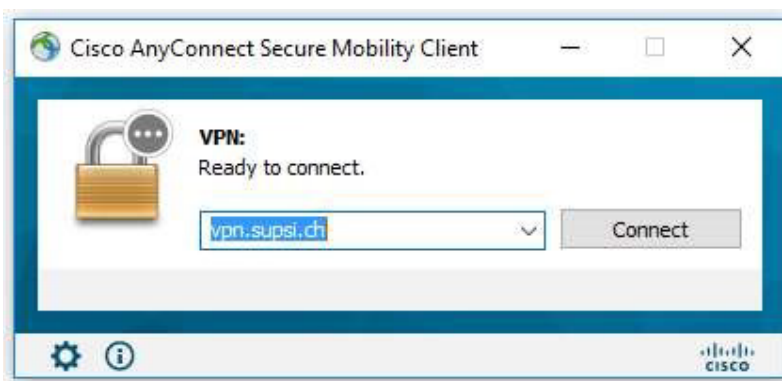 Cisco AnyConnect Secure Mobility Client
VPN:
Ready to connect.
vpn.supsi.ch
Connect
CISCO